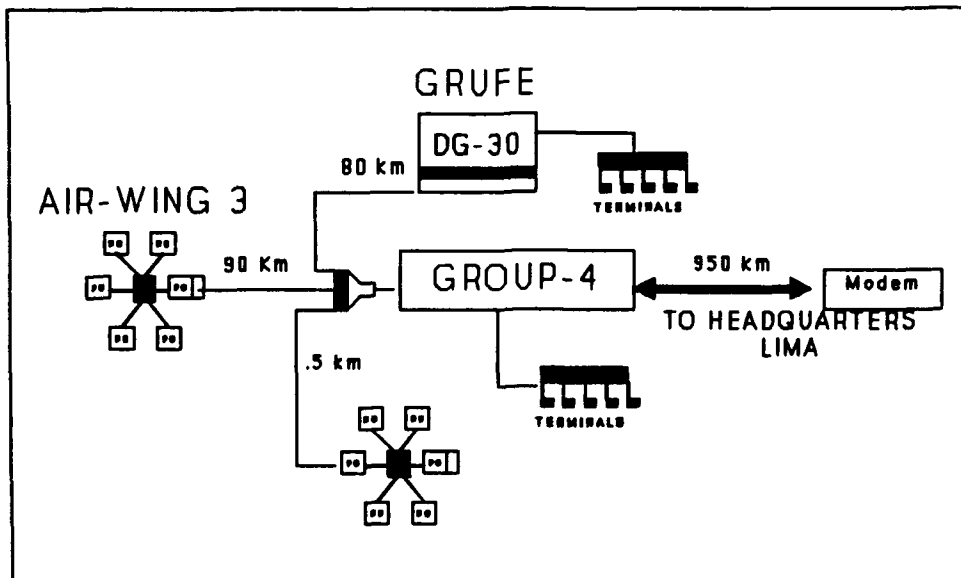 GRUFE
DG-30
80 km
TERMINALS
AIR-WING 3
90 Km
GROUP-4
950 km
Modem
TO HEADQUARTERS
LIMA
.5 km
TERMINALS